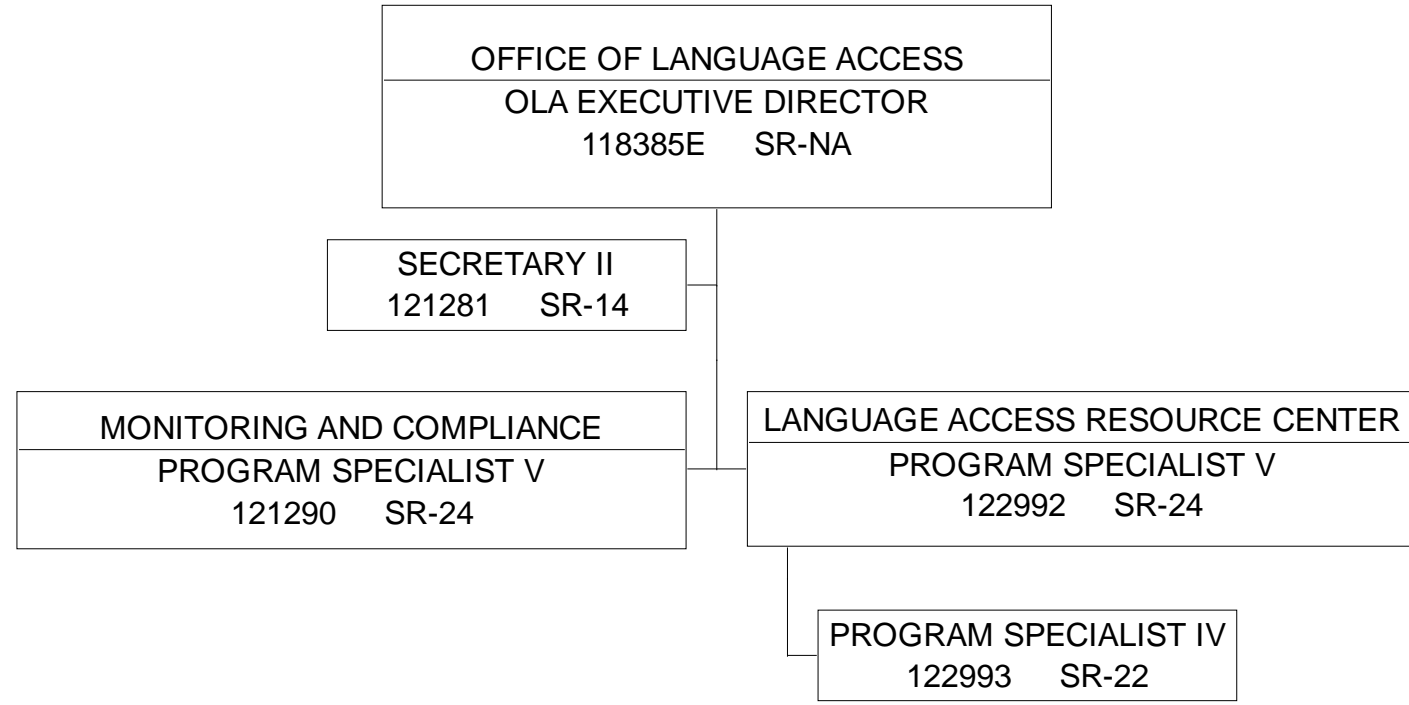 OFFICE OF LANGUAGE ACCESS
OLA EXECUTIVE DIRECTOR
118385E SR-NA
SECRETARY II
121281 SR-14
MONITORING AND COMPLIANCE
PROGRAM SPECIALIST V
121290 SR-24
LANGUAGE ACCESS RESOURCE CENTER
PROGRAM SPECIALIST V
122992 SR-24
PROGRAM SPECIALIST IV
122993 SR-22